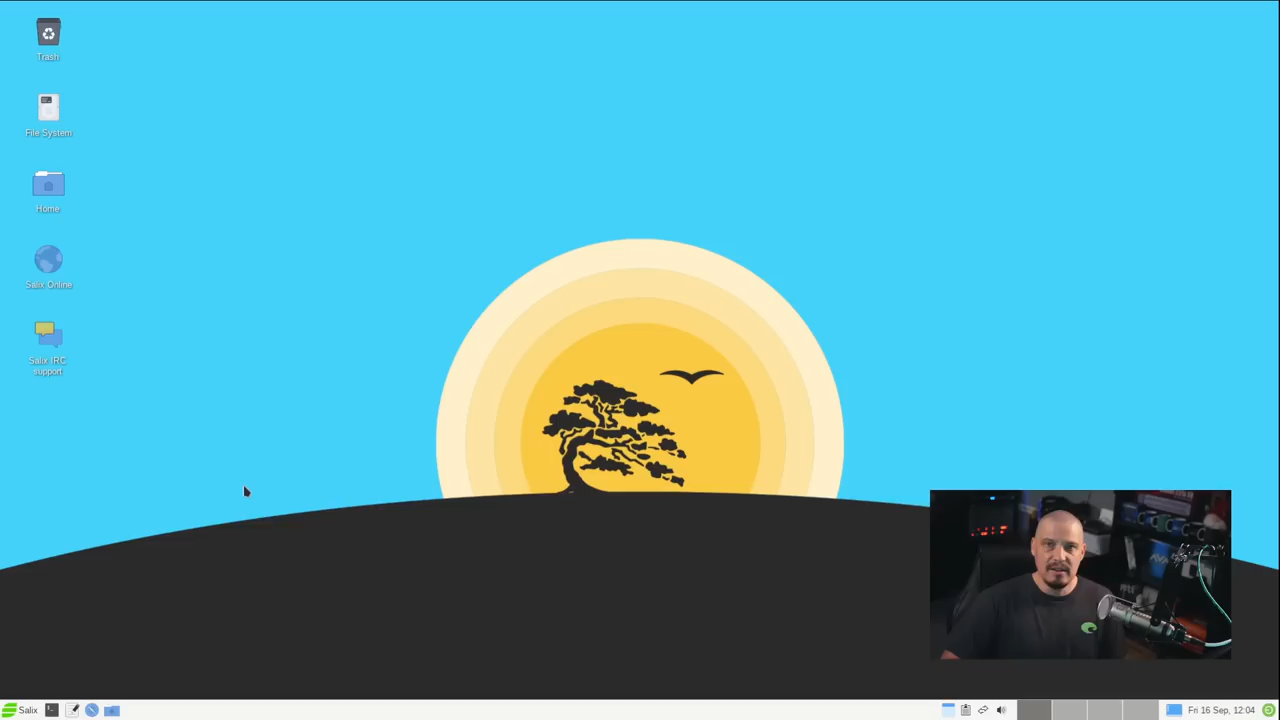 Trash
File System
Home
Salix Online
Salix IRC
support
Salix
Fri 16 Sep, 12:04